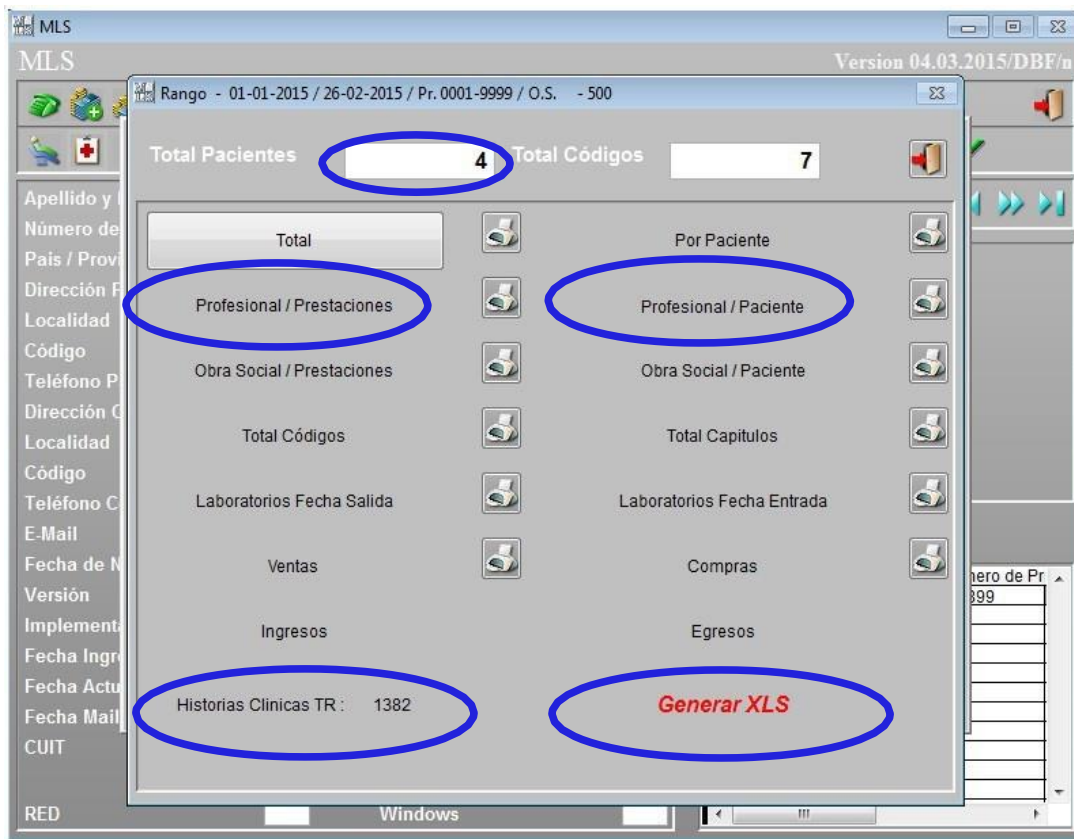 MLS
MLS
Version 04.03.2015/DBF/n
Rango - 01-01-2015 / 26-02-2015 / Pr. 0001-9999 / O.S. - 500
Total Pacientes 4 Total Códigos 7
Total Por Paciente
Profesional / Prestaciones Profesional / Paciente
Obra Social / Prestaciones Obra Social / Paciente
Total Códigos Total Capitulos
Laboratorios Fecha Salida Laboratorios Fecha Entrada
Ventas Compras
Ingresos Egresos
Historias Clinicas TR : 1382 Generar XLS
Apellido y
Número de
Pais / Provi
Dirección P
Localidad
Código
Teléfono P
Dirección
Localidad
Código
Teléfono C
E-Mail
Fecha de N
Versión
Implementa
Fecha Ingre
Fecha Actu
Fecha Mail
CUIT
RED Windows
nero de Pr
399